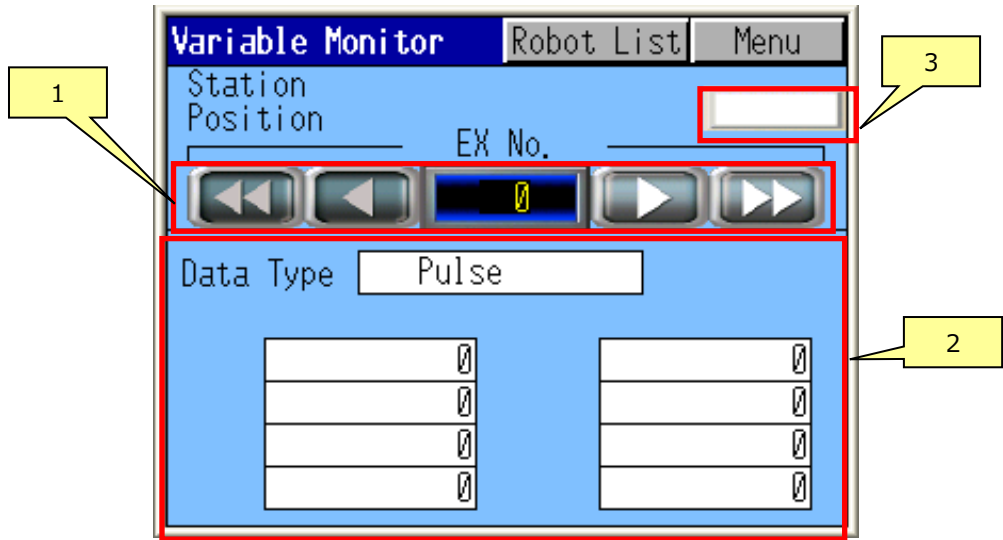 Variable Monitor Robot List Menu
Station
Position
3
1
EX No.
0
Data Type Pulse
2
0 0
0 0
0 0
0 0